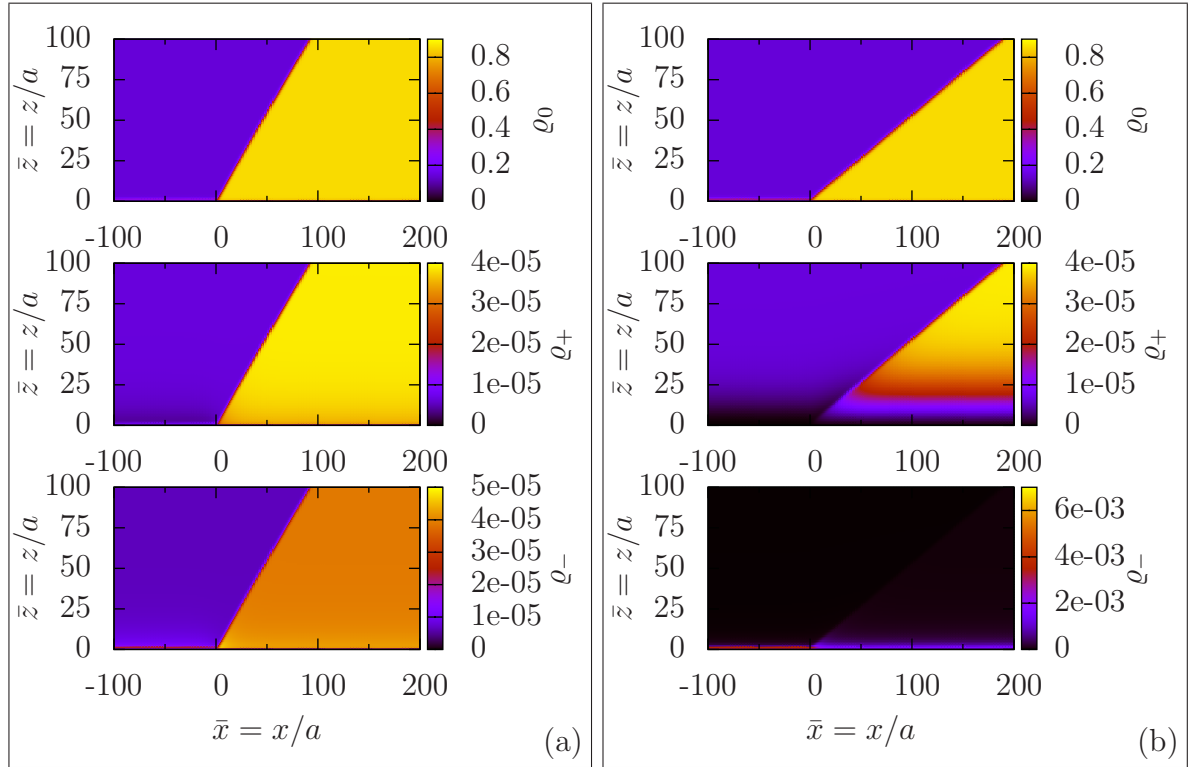 100
75
50
25
0
z̄ = z/a
-100 0 100 200
0.8
0.6
0.4
0.2
0
ϱ0
100
75
50
25
0
z̄ = z/a
-100 0 100 200
4e-05
3e-05
2e-05
1e-05
0
ϱ+
100
75
50
25
0
z̄ = z/a
-100 0 100 200
5e-05
4e-05
3e-05
2e-05
1e-05
0
ϱ−
x̄ = x/a
(a)
100
75
50
25
0
z̄ = z/a
-100 0 100 200
0.8
0.6
0.4
0.2
0
ϱ0
100
75
50
25
0
z̄ = z/a
-100 0 100 200
4e-05
3e-05
2e-05
1e-05
0
ϱ+
100
75
50
25
0
z̄ = z/a
-100 0 100 200
6e-03
4e-03
2e-03
0
ϱ−
x̄ = x/a
(b)